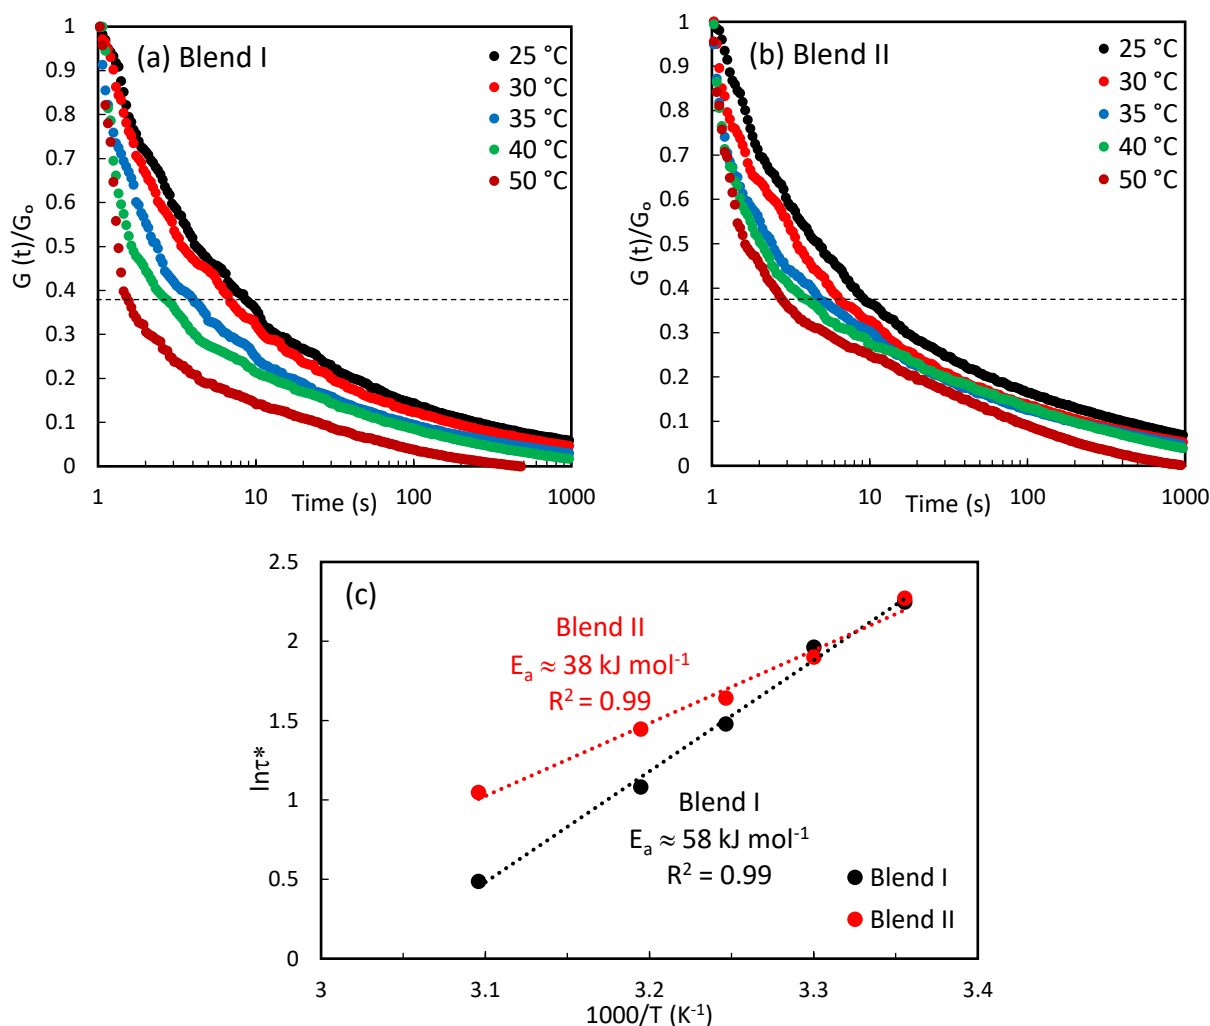 (a) Blend I
25 °C
30 °C
35 °C
40 °C
50 °C
G (t)/Gₒ
1
0.9
0.8
0.7
0.6
0.5
0.4
0.3
0.2
0.1
0
1
10
100
1000
Time (s)
(b) Blend II
25 °C
30 °C
35 °C
40 °C
50 °C
G (t)/Gₒ
1
0.9
0.8
0.7
0.6
0.5
0.4
0.3
0.2
0.1
0
1
10
100
1000
Time (s)
(c)
Blend II
Eₐ ≈ 38 kJ mol⁻¹
R² = 0.99
Blend I
Eₐ ≈ 58 kJ mol⁻¹
R² = 0.99
Blend I
Blend II
lnτ*
2.5
2
1.5
1
0.5
0
3
3.1
3.2
3.3
3.4
1000/T (K⁻¹)